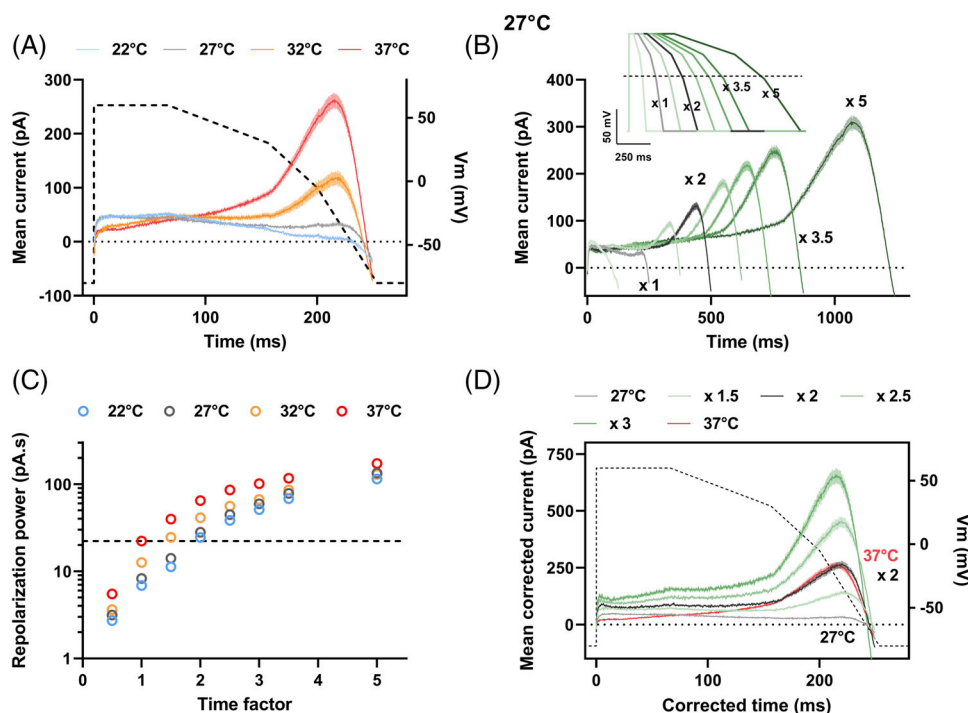 (A)
22°C 27°C 32°C 37°C
300
250
200
150
100
50
0
-50
-100
Mean current (pA)
50
0
-50
Vm (mV)
0 100 200
Time (ms)
27°C
(B)
400
300
200
100
0
Mean current (pA)
50 mV
250 ms
x 1
x 2
x 3.5
x 5
x 5
x 2
x 3.5
x 1
0 500 1000
Time (ms)
(C)
22°C 27°C 32°C 37°C
100
10
1
Repolarization power (pA.s)
0 1 2 3 4 5
Time factor
(D)
27°C x 1.5 x 2 x 2.5
x 3 37°C
750
500
250
0
Mean corrected current (pA)
50
0
-50
Vm (mV)
37°C
x 2
27°C
0 100 200
Corrected time (ms)